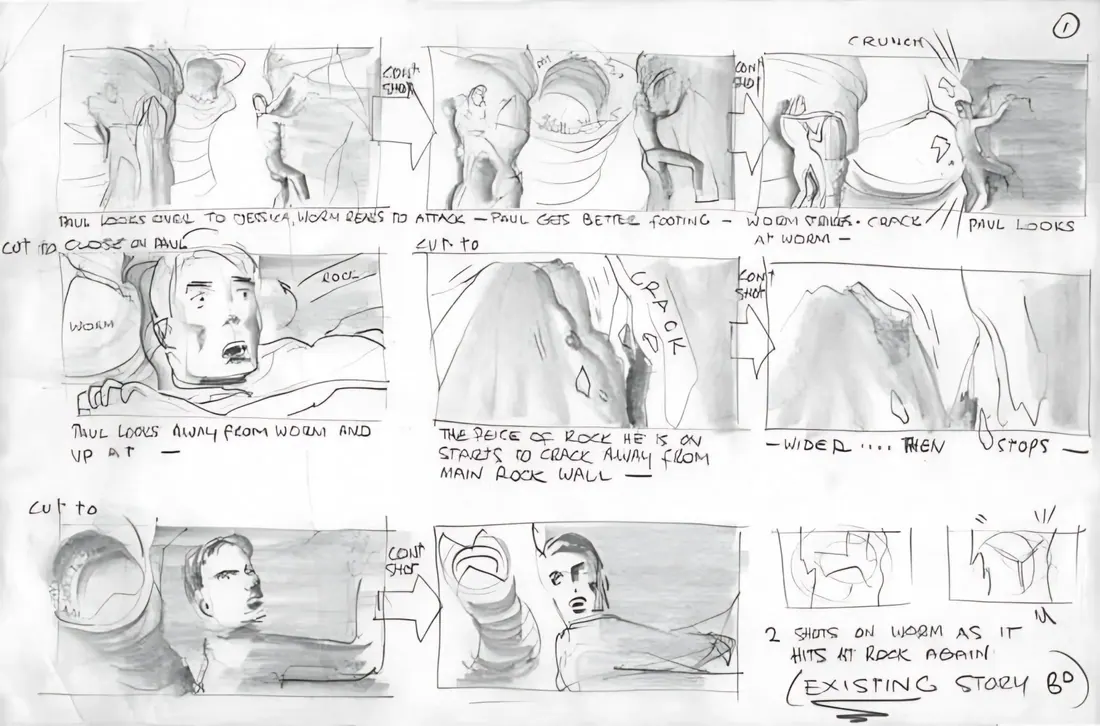 1
CRUNCH
CONT
SHOT
CONT
SHOT
PAUL LOOKS OVER TO JESSICA, WORM REARS TO ATTACK — PAUL GETS BETTER FOOTING — WORM STRIKES. CRACK PAUL LOOKS
AT WORM —
CUT TO CLOSE ON PAUL
WORM
ROCK
PAUL LOOKS AWAY FROM WORM AND
UP AT —
CUT TO
CRACK
THE PEICE OF ROCK HE IS ON
STARTS TO CRACK AWAY FROM
MAIN ROCK WALL —
CONT
SHOT
— WIDER .... THEN STOPS —
CUT TO
CONT
SHOT
2 SHOTS ON WORM AS IT
HITS ROCK AGAIN
(EXISTING STORY BD)